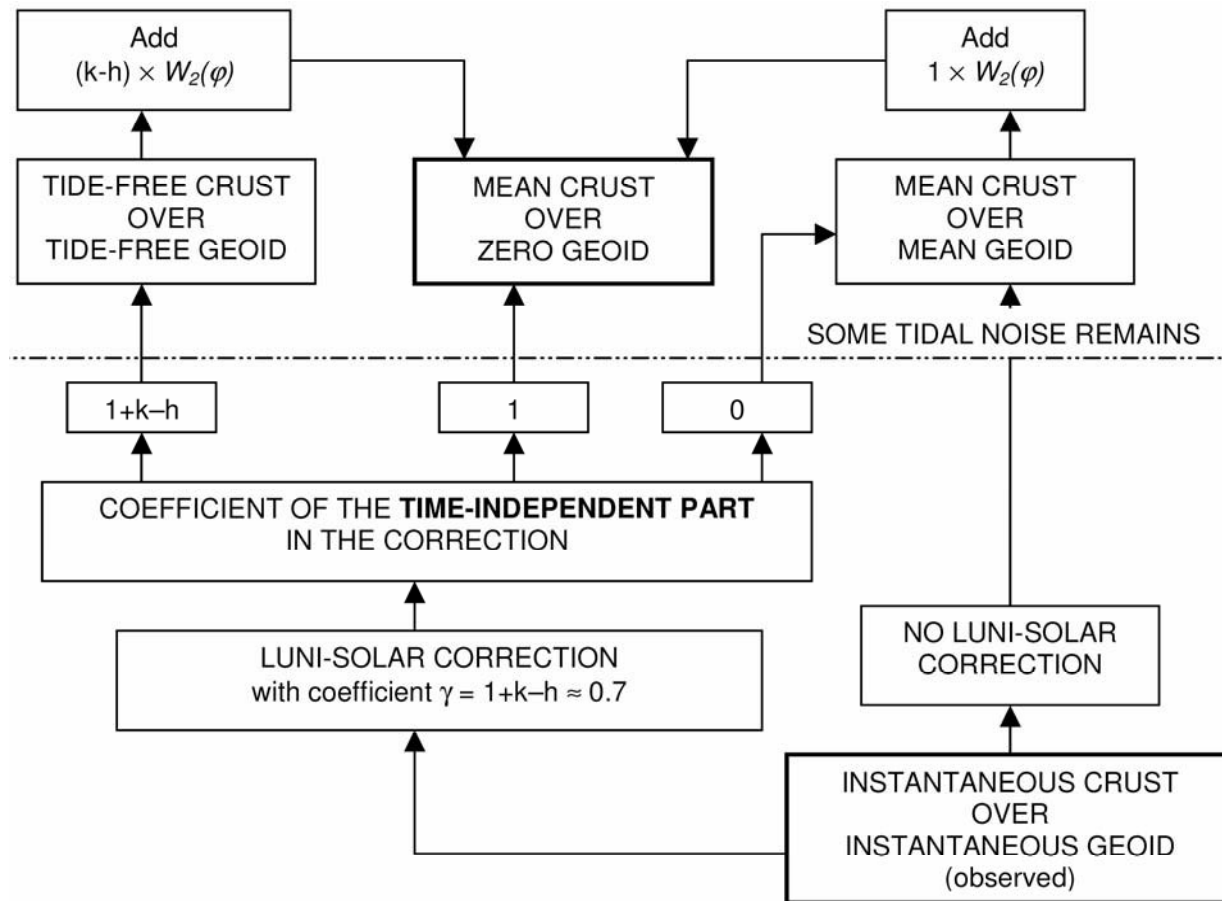 Add
(k-h) × W₂(φ)
Add
1 × W₂(φ)
TIDE-FREE CRUST
OVER
TIDE-FREE GEOID
MEAN CRUST
OVER
ZERO GEOID
MEAN CRUST
OVER
MEAN GEOID
SOME TIDAL NOISE REMAINS
1+k–h
1
0
COEFFICIENT OF THE TIME-INDEPENDENT PART
IN THE CORRECTION
LUNI-SOLAR CORRECTION
with coefficient γ = 1+k–h ≈ 0.7
NO LUNI-SOLAR
CORRECTION
INSTANTANEOUS CRUST
OVER
INSTANTANEOUS GEOID
(observed)